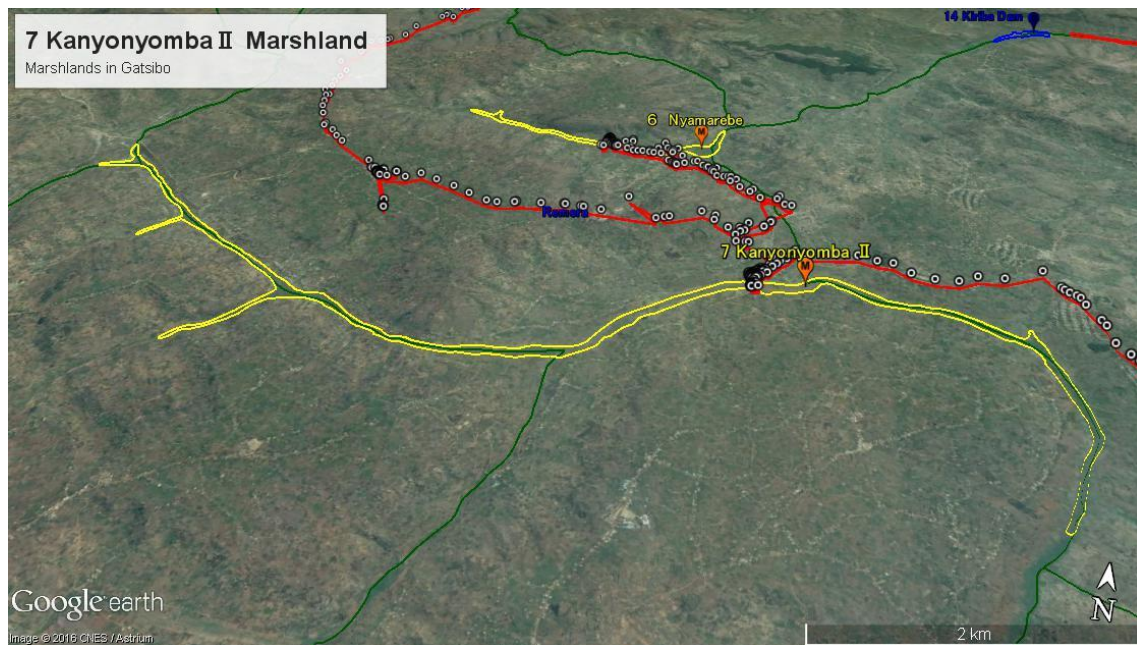 7 Kanyonyomba Ⅱ Marshland
Marshlands in Gatsibo
14 Kiriba Dam
6 Nyamarebe
M
Remera
7 Kanyonyomba Ⅱ
M
Google earth
N
Image © 2016 CNES / Astrium
2 km